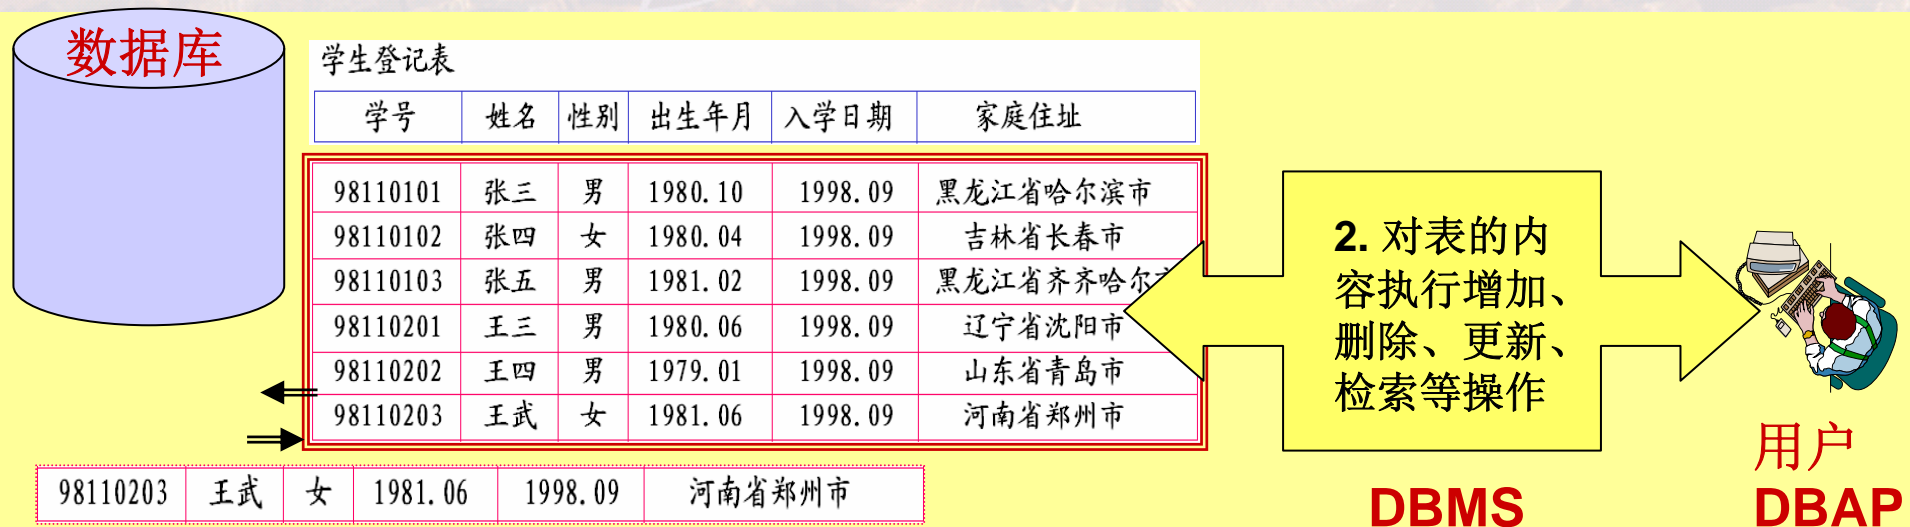 数据库
学生登记表
学号 姓名 性别 出生年月 入学日期 家庭住址
98110101 张三 男 1980.10 1998.09 黑龙江省哈尔滨市
98110102 张四 女 1980.04 1998.09 吉林省长春市
98110103 张五 男 1981.02 1998.09 黑龙江省齐齐哈尔
98110201 王三 男 1980.06 1998.09 辽宁省沈阳市
98110202 王四 男 1979.01 1998.09 山东省青岛市
98110203 王武 女 1981.06 1998.09 河南省郑州市
98110203 王武 女 1981.06 1998.09 河南省郑州市
2. 对表的内
容执行增加、
删除、更新、
检索等操作
DBMS
用户
DBAP